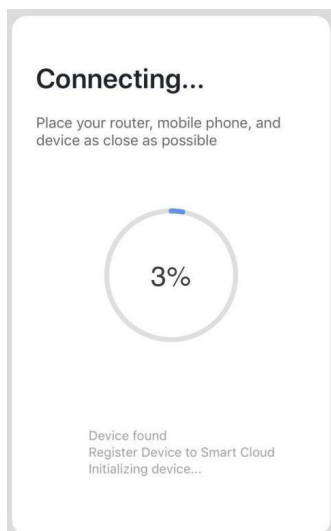 Connecting...
Place your router, mobile phone, and
device as close as possible
3%
Device found
Register Device to Smart Cloud
Initializing device...